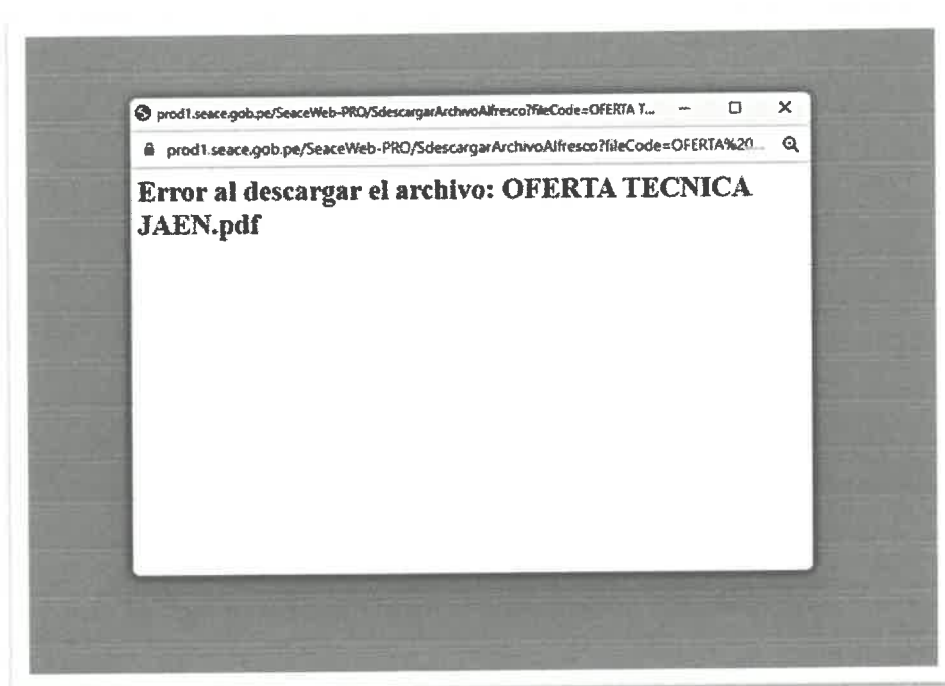 prod1.seace.gob.pe/SeaceWeb-PRO/SdescargarArchivoAlfresco?fileCode=OFERTA T...
prod1.seace.gob.pe/SeaceWeb-PRO/SdescargarArchivoAlfresco?fileCode=OFERTA%20...
Error al descargar el archivo: OFERTA TECNICA
JAEN.pdf